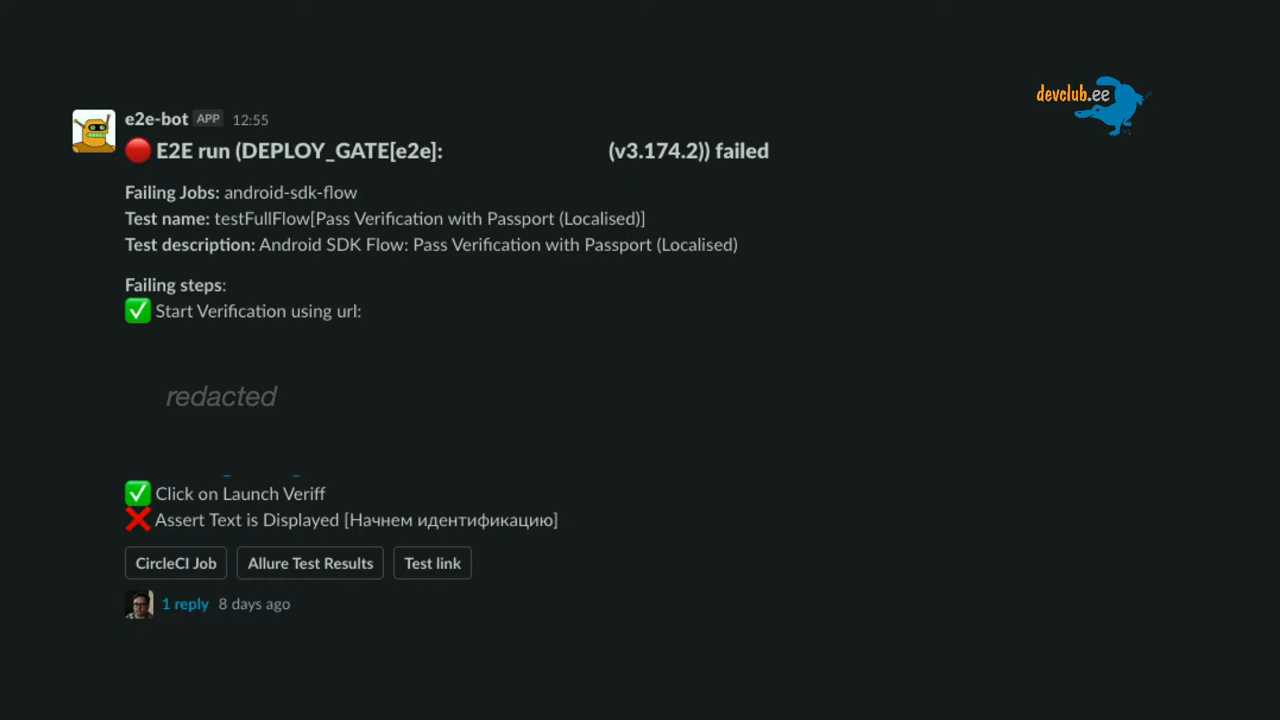 devclub.ee
e2e-bot APP 12:55
E2E run (DEPLOY_GATE[e2e]: (v3.174.2)) failed
Failing Jobs: android-sdk-flow
Test name: testFullFlow[Pass Verification with Passport (Localised)]
Test description: Android SDK Flow: Pass Verification with Passport (Localised)
Failing steps:
Start Verification using url:
redacted
Click on Launch Veriff
Assert Text is Displayed [Начнем идентификацию]
CircleCI Job Allure Test Results Test link
1 reply 8 days ago